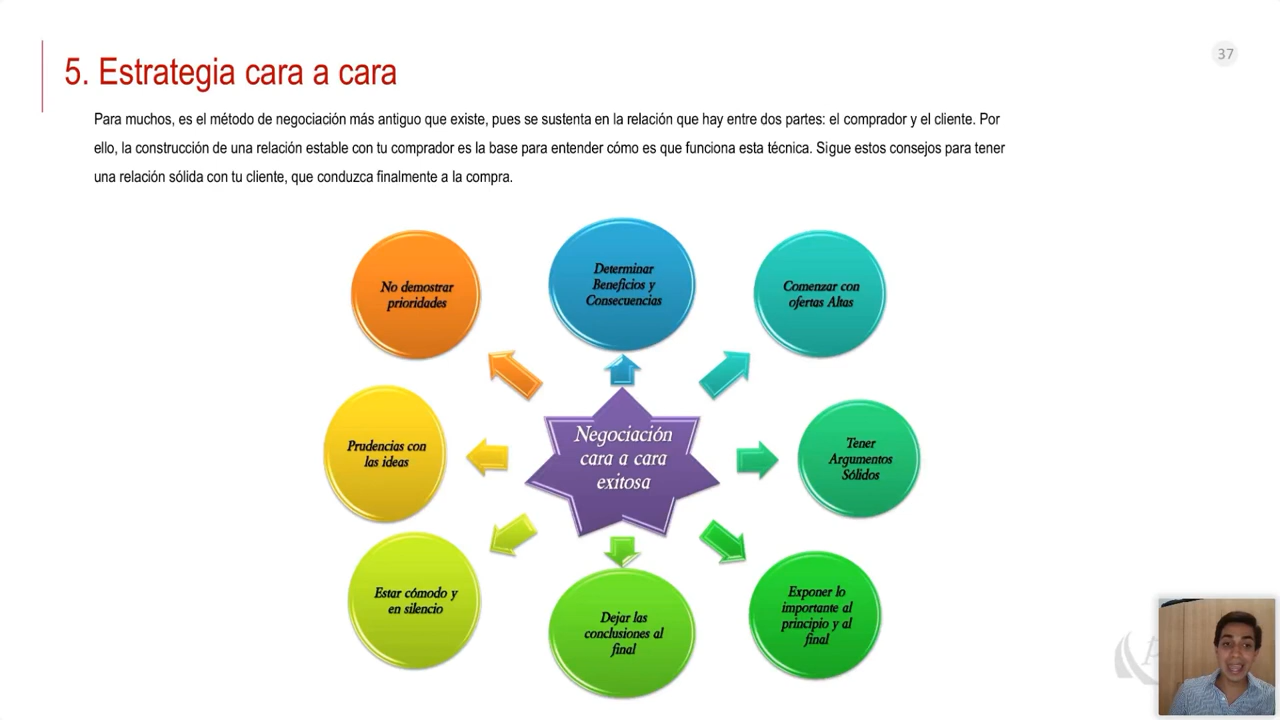 37
5. Estrategia cara a cara
Para muchos, es el método de negociación más antiguo que existe, pues se sustenta en la relación que hay entre dos partes: el comprador y el cliente. Por
ello, la construcción de una relación estable con tu comprador es la base para entender cómo es que funciona esta técnica. Sigue estos consejos para tener
una relación sólida con tu cliente, que conduzca finalmente a la compra.
Determinar
Beneficios y
Consecuencias
Comenzar con
ofertas Altas
Tener
Argumentos
Sólidos
Exponer lo
importante al
principio y al
final
Dejar las
conclusiones al
final
Estar cómodo y
en silencio
Prudencias con
las ideas
No demostrar
prioridades
Negociación
cara a cara
exitosa